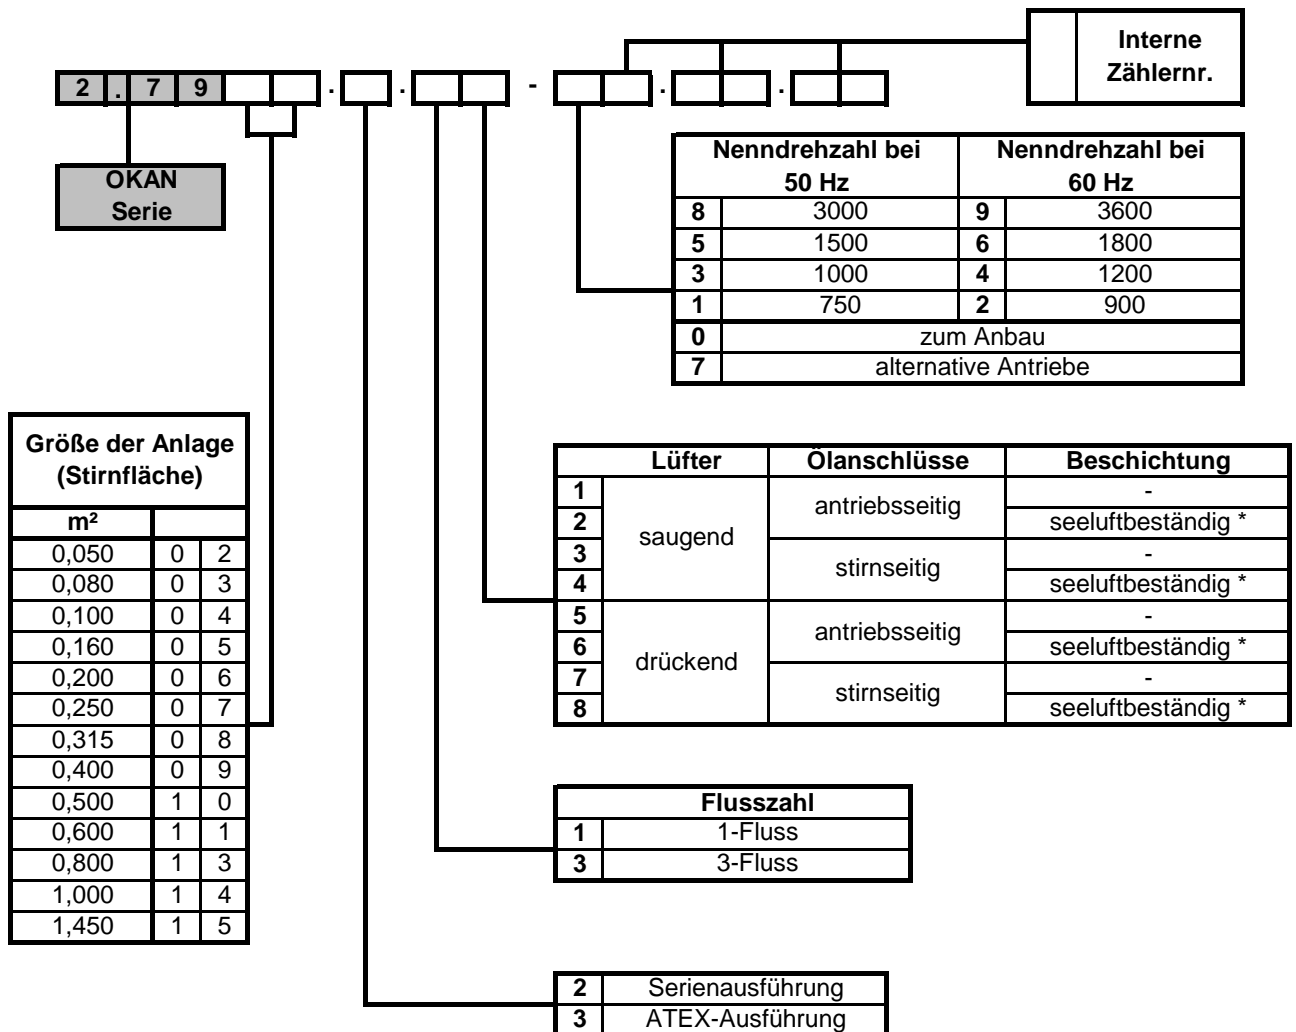 Interne
Zählernr.
2 . 7 9 . . - . .
OKAN
Serie
Nenndrehzahl bei 50 Hz Nenndrehzahl bei 60 Hz
8 3000 9 3600
5 1500 6 1800
3 1000 4 1200
1 750 2 900
0 zum Anbau
7 alternative Antriebe
Größe der Anlage
(Stirnfläche)
m²
0,050 0 2
0,080 0 3
0,100 0 4
0,160 0 5
0,200 0 6
0,250 0 7
0,315 0 8
0,400 0 9
0,500 1 0
0,600 1 1
0,800 1 3
1,000 1 4
1,450 1 5
Lüfter Ölanschlüsse Beschichtung
1 saugend antriebsseitig -
2 seeluftbeständig *
3 stirnseitig -
4 seeluftbeständig *
5 drückend antriebsseitig -
6 seeluftbeständig *
7 stirnseitig -
8 seeluftbeständig *
Flusszahl
1 1-Fluss
3 3-Fluss
2 Serienausführung
3 ATEX-Ausführung